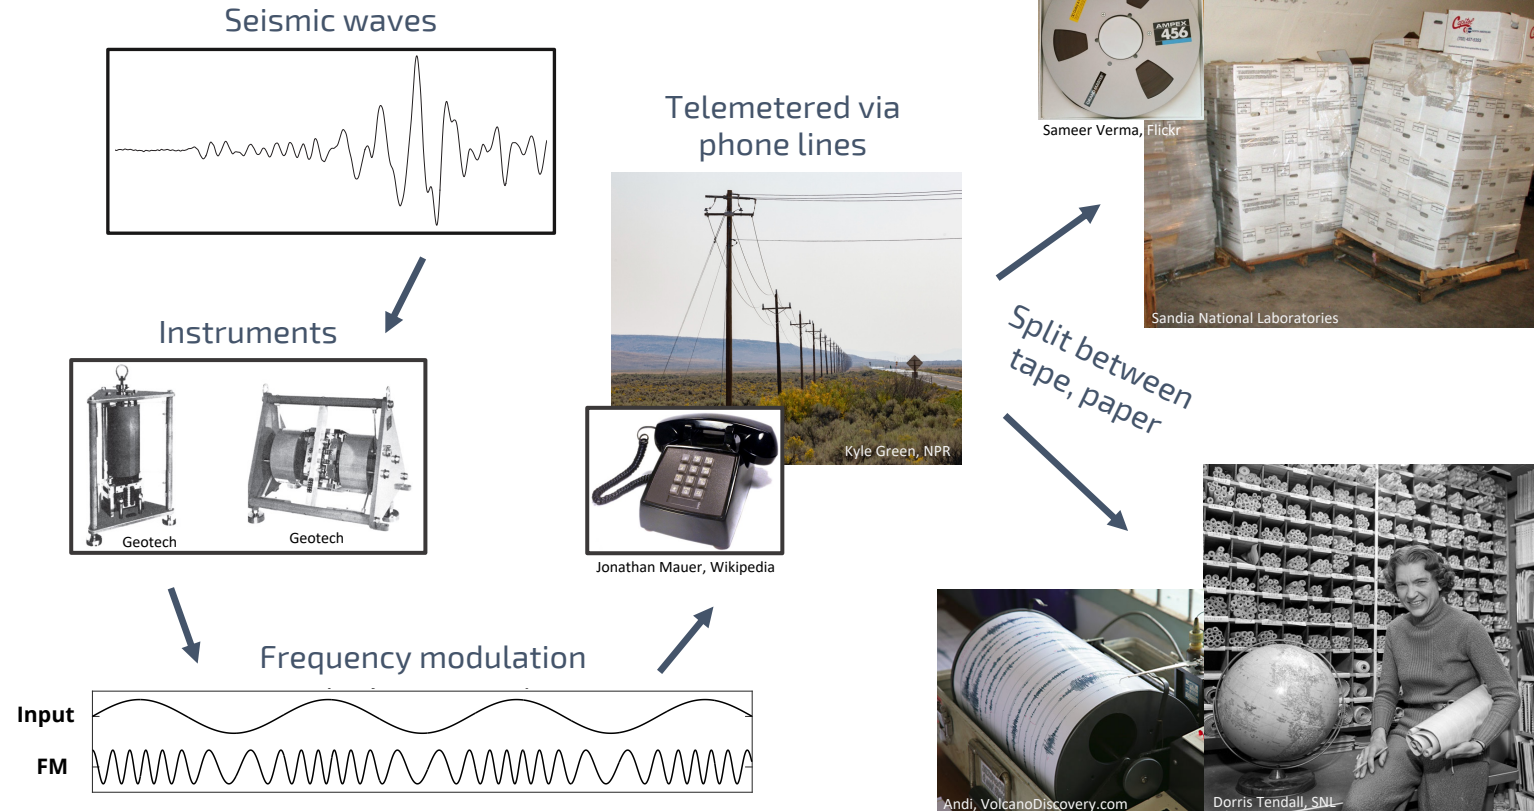 Seismic waves
AMPEX
456
Capitol
Sameer Verma, Flickr
Telemetered via
phone lines
Sandia National Laboratories
Instruments
Split between
tape, paper
Kyle Green, NPR
Geotech
Geotech
Jonathan Mauer, Wikipedia
Frequency modulation
Input
FM
Andi, VolcanoDiscovery.com
Dorris Tendall, SNL